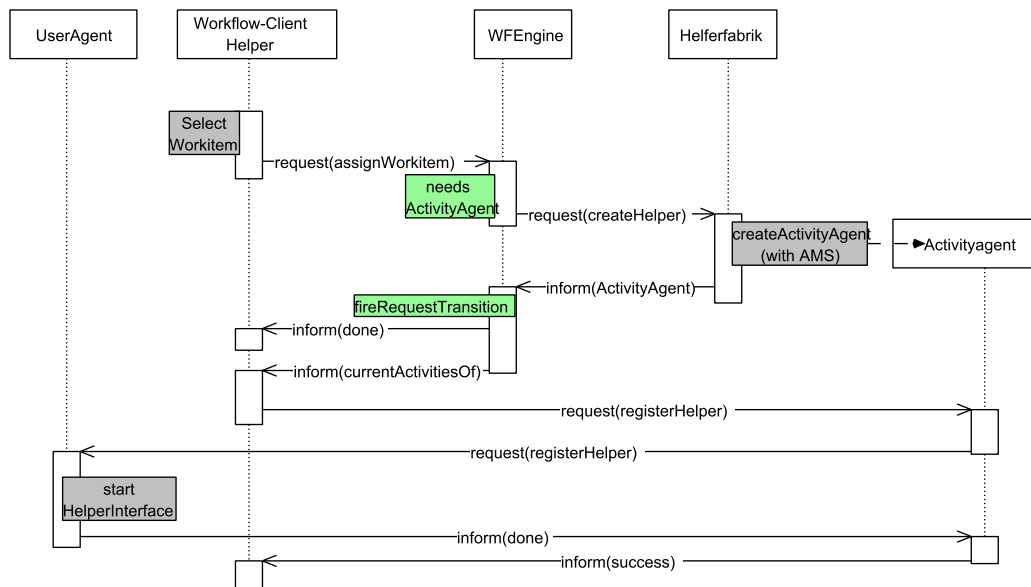 UserAgent
Workflow-Client
Helper
WFEngine
Helferfabrik
Select
Workitem
request(assignWorkitem)
needs
ActivityAgent
request(createHelper)
createActivityAgent
(with AMS)
Activityagent
inform(ActivityAgent)
fireRequestTransition
inform(done)
inform(currentActivitiesOf)
request(registerHelper)
request(registerHelper)
start
HelperInterface
inform(done)
inform(success)